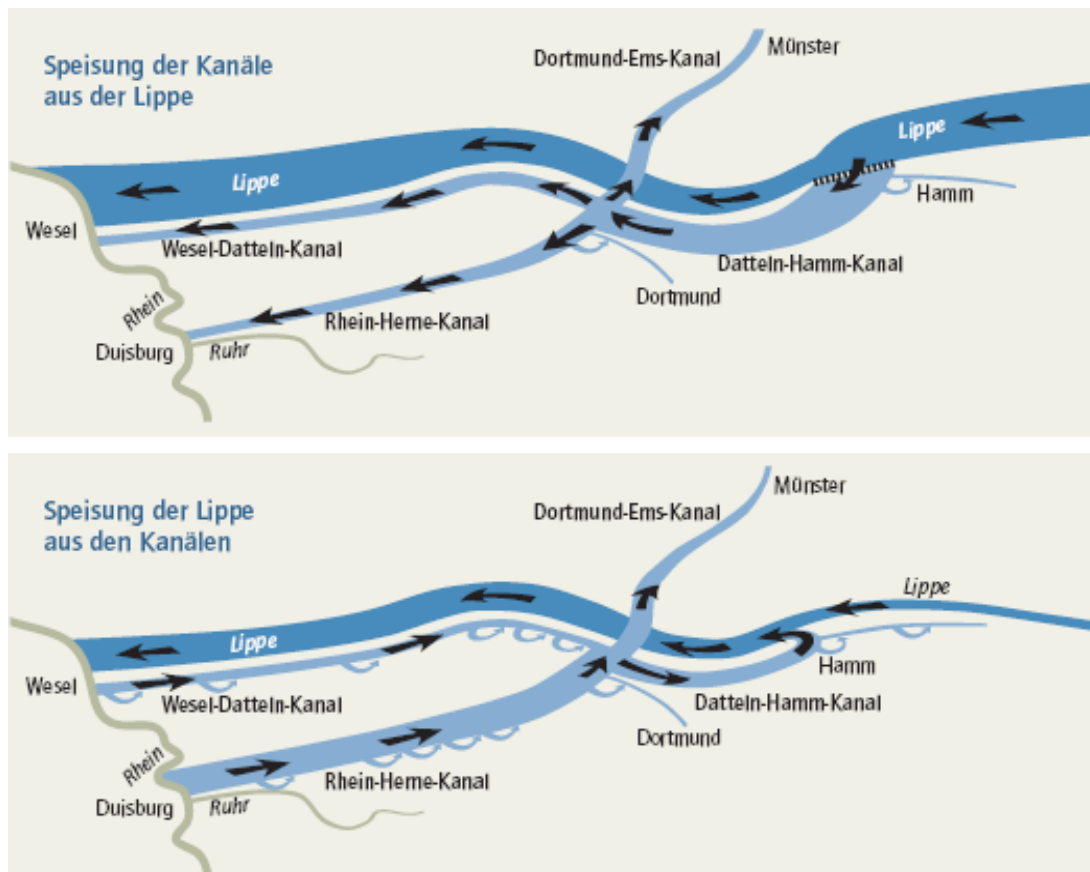 Speisung der Kanäle
aus der Lippe
Dortmund-Ems-Kanal
Münster
Lippe
Lippe
Hamm
Wesel
Wesel-Datteln-Kanal
Datteln-Hamm-Kanal
Dortmund
Rhein
Rhein-Herne-Kanal
Duisburg
Ruhr
Speisung der Lippe
aus den Kanälen
Dortmund-Ems-Kanal
Münster
Lippe
Lippe
Hamm
Wesel
Wesel-Datteln-Kanal
Datteln-Hamm-Kanal
Dortmund
Rhein
Rhein-Herne-Kanal
Duisburg
Ruhr